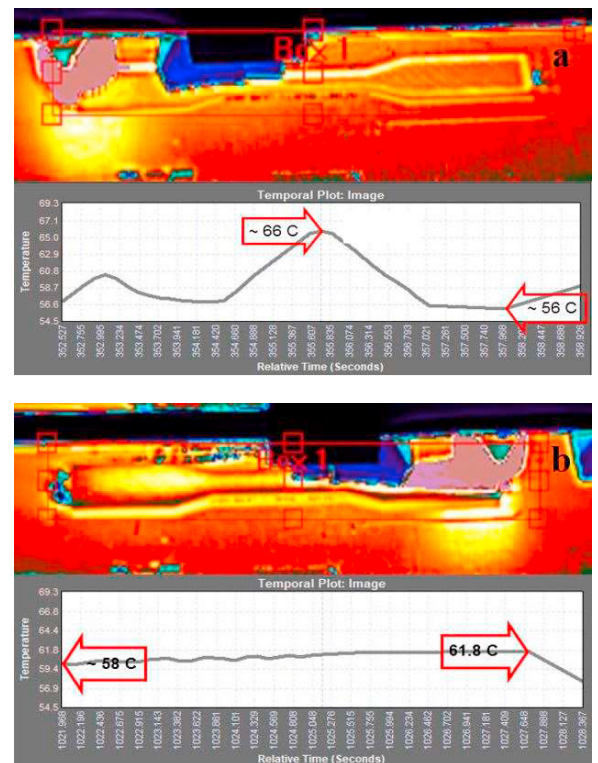 Box 1
a
Temporal Plot: Image
Temperature
69.3
67.1
65.0
62.9
60.8
58.7
56.6
54.5
~ 66 C
~ 56 C
352.527 352.755 352.995 353.234 353.474 353.702 353.941 354.181 354.420 354.660 354.888 355.128 355.367 355.607 355.835 356.074 356.314 356.553 356.793 357.021 357.261 357.500 357.740 357.968 358.447 358.926
Relative Time (Seconds)
1
b
Temporal Plot: Image
Temperature
69.3
66.8
64.4
61.8
59.4
56.9
54.5
~ 58 C
61.8 C
1021.968 1022.196 1022.436 1022.675 1022.915 1023.143 1023.382 1023.622 1023.861 1024.101 1024.329 1024.569 1024.808 1025.048 1025.276 1025.515 1025.755 1025.994 1026.234 1026.462 1026.702 1026.941 1027.181 1027.409 1027.648 1027.888 1028.127 1028.367
Relative Time (Seconds)